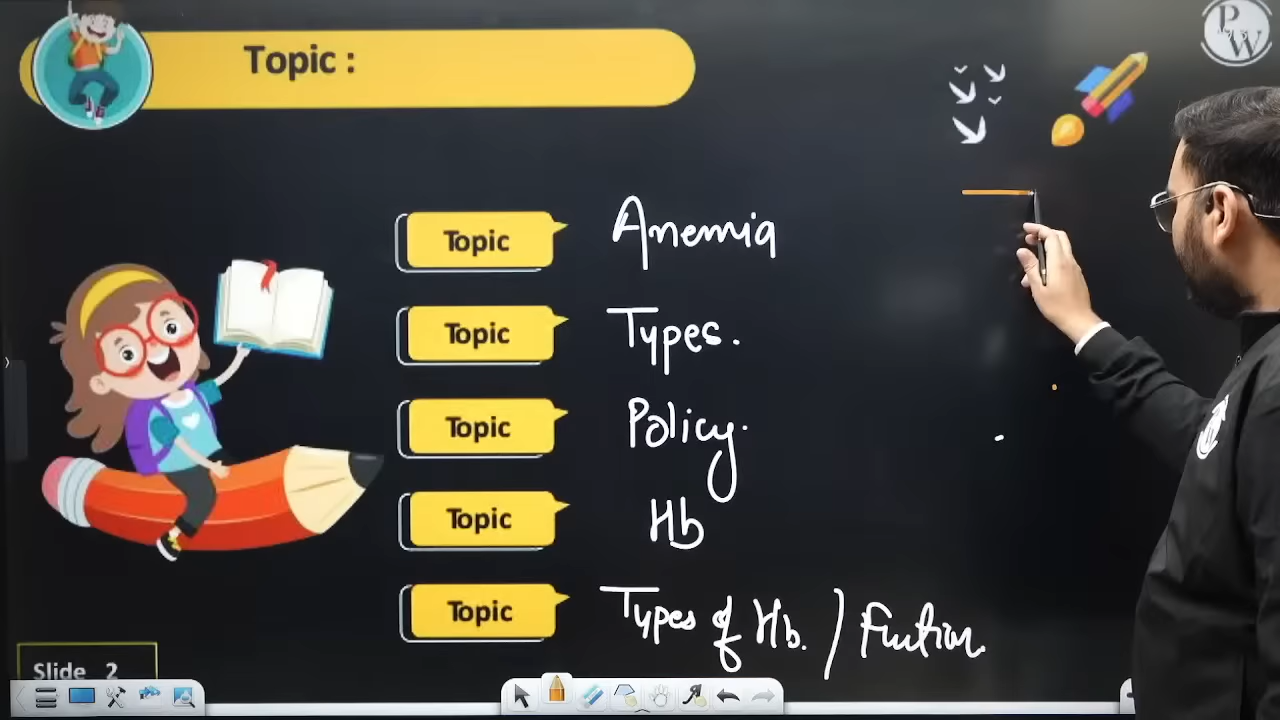 PW
Topic :
Topic Anemia
Topic Types.
Topic Policy.
Topic Hb
Topic Types of Hb. / Fuction.
Slide 2